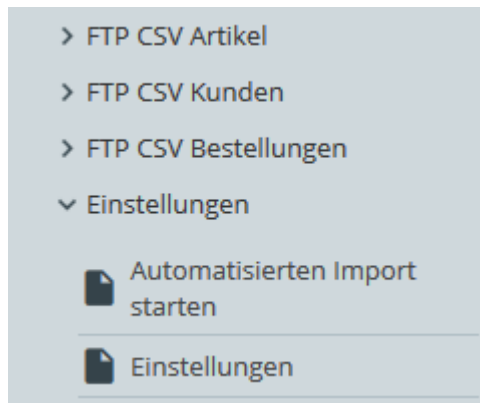 FTP CSV Artikel
FTP CSV Kunden
FTP CSV Bestellungen
Einstellungen
Automatisierten Import
starten
Einstellungen